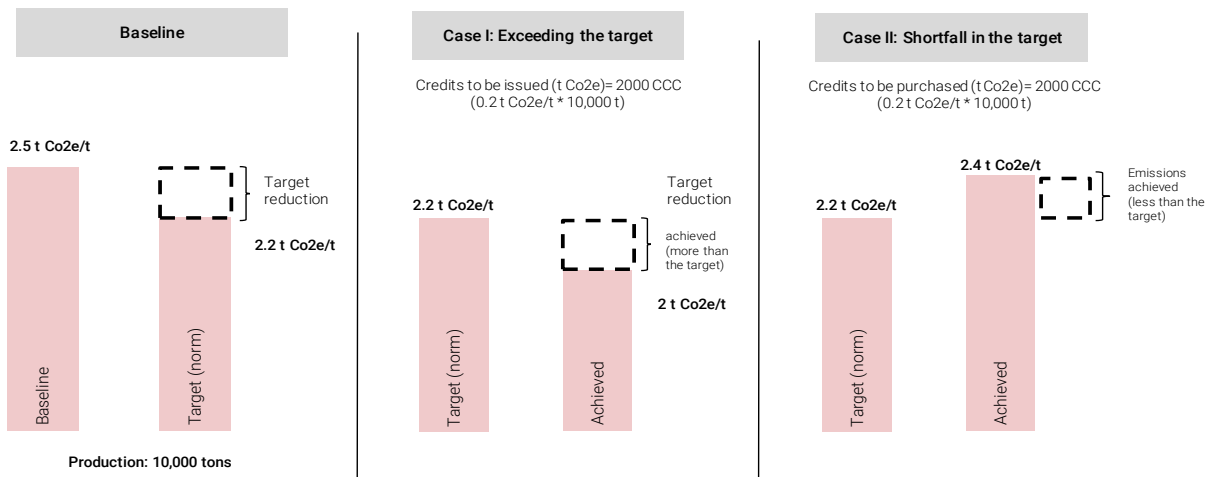 Baseline
2.5 t Co2e/t
Target
reduction
2.2 t Co2e/t
Baseline
Target (norm)
Production: 10,000 tons
Case I: Exceeding the target
Credits to be issued (t Co2e)= 2000 CCC
(0.2 t Co2e/t * 10,000 t)
2.2 t Co2e/t
Target
reduction
achieved
(more than
the target)
2 t Co2e/t
Target (norm)
Achieved
Case II: Shortfall in the target
Credits to be purchased (t Co2e)= 2000 CCC
(0.2 t Co2e/t * 10,000 t)
2.2 t Co2e/t
2.4 t Co2e/t
Emissions
achieved
(less than the
target)
Target (norm)
Achieved